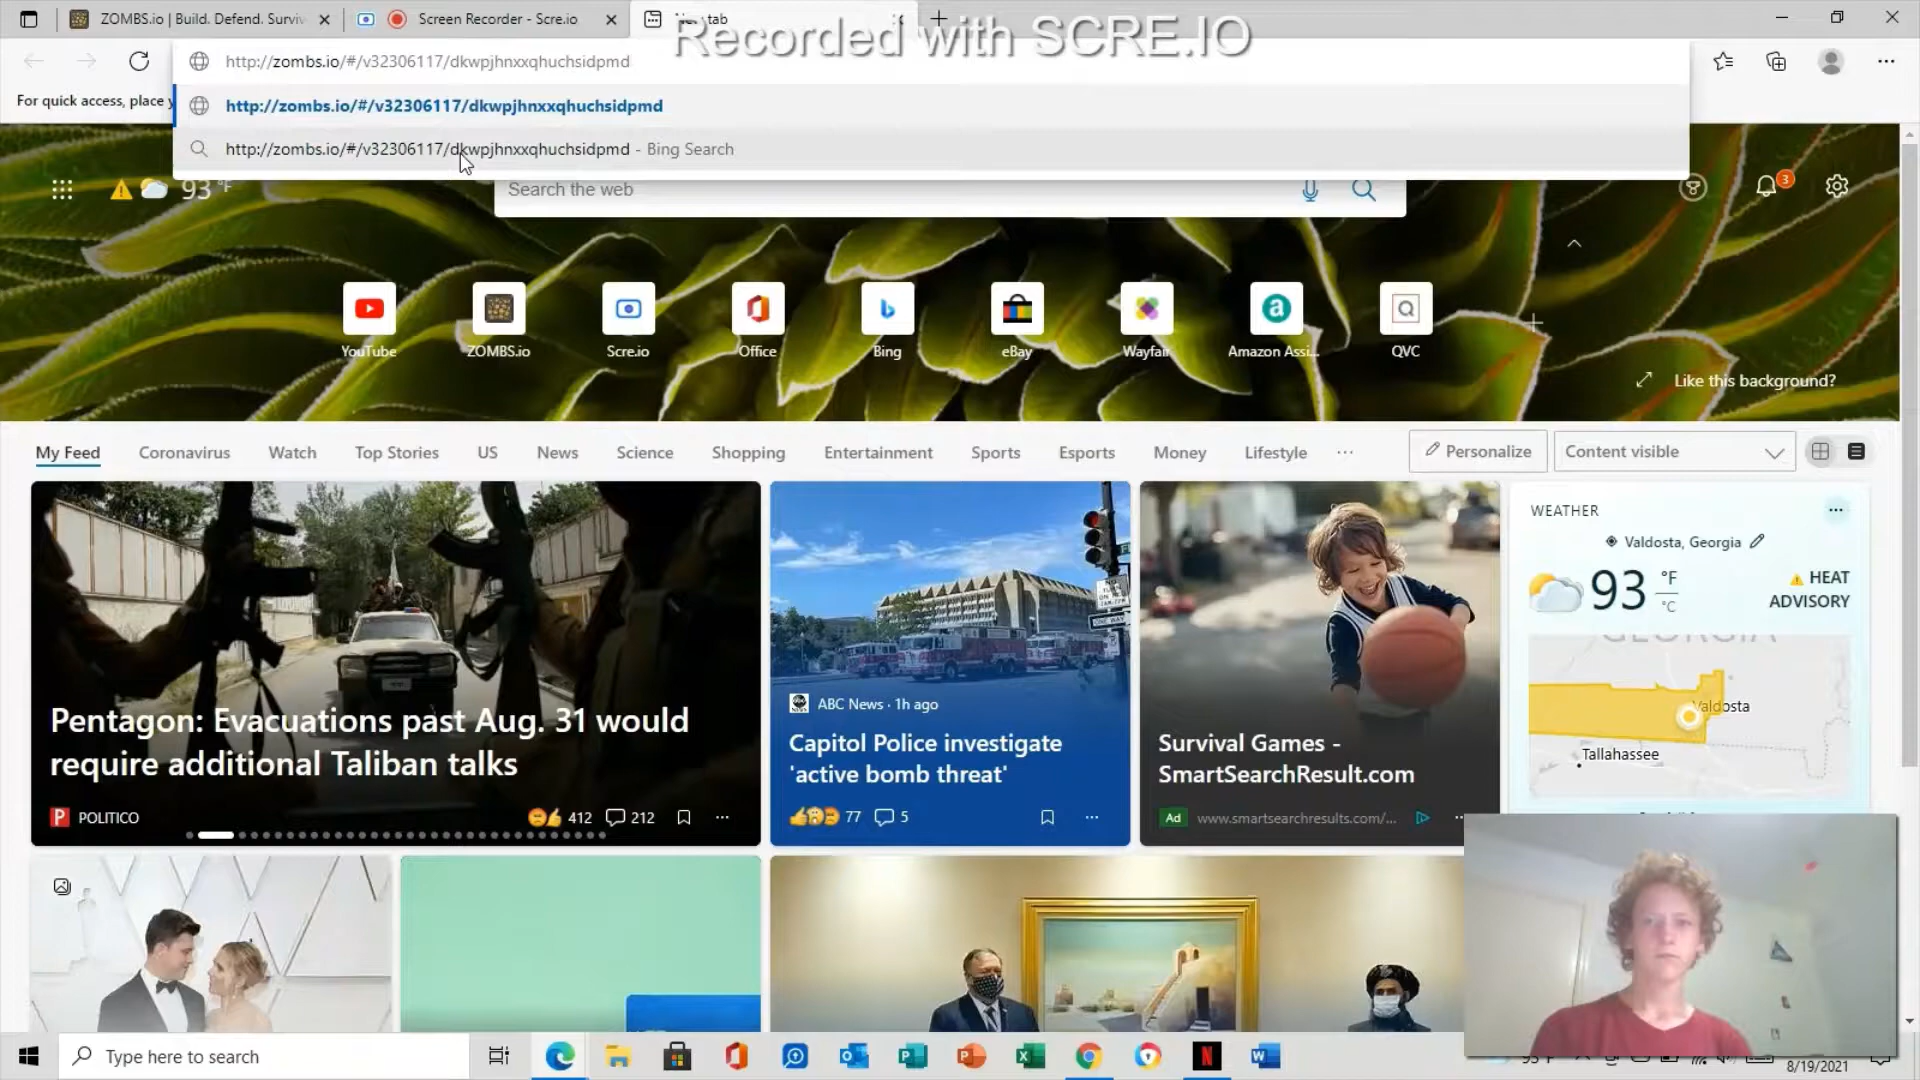 ZOMBS.io | Build. Defend. Surviv
Screen Recorder - Scre.io
Recorded with SCRE.IO
http://zombs.io/#/v32306117/dkwpjhnxxqhuchsidpmd
For quick access, place y
http://zombs.io/#/v32306117/dkwpjhnxxqhuchsidpmd
http://zombs.io/#/v32306117/dkwpjhnxxqhuchsidpmd - Bing Search
93 °F
Search the web
3
YouTube
ZOMBS.io
Scre.io
Office
Bing
eBay
Wayfair
Amazon Assi...
QVC
Like this background?
My Feed
Coronavirus
Watch
Top Stories
US
News
Science
Shopping
Entertainment
Sports
Esports
Money
Lifestyle
Personalize
Content visible
Pentagon: Evacuations past Aug. 31 would
require additional Taliban talks
POLITICO
412
212
ABC News · 1h ago
Capitol Police investigate
'active bomb threat'
77
5
Survival Games -
SmartSearchResult.com
Ad
www.smartsearchresults.com/...
WEATHER
Valdosta, Georgia
93 °F
°C
HEAT
ADVISORY
GEORGIA
Valdosta
Tallahassee
Type here to search
8/19/2021